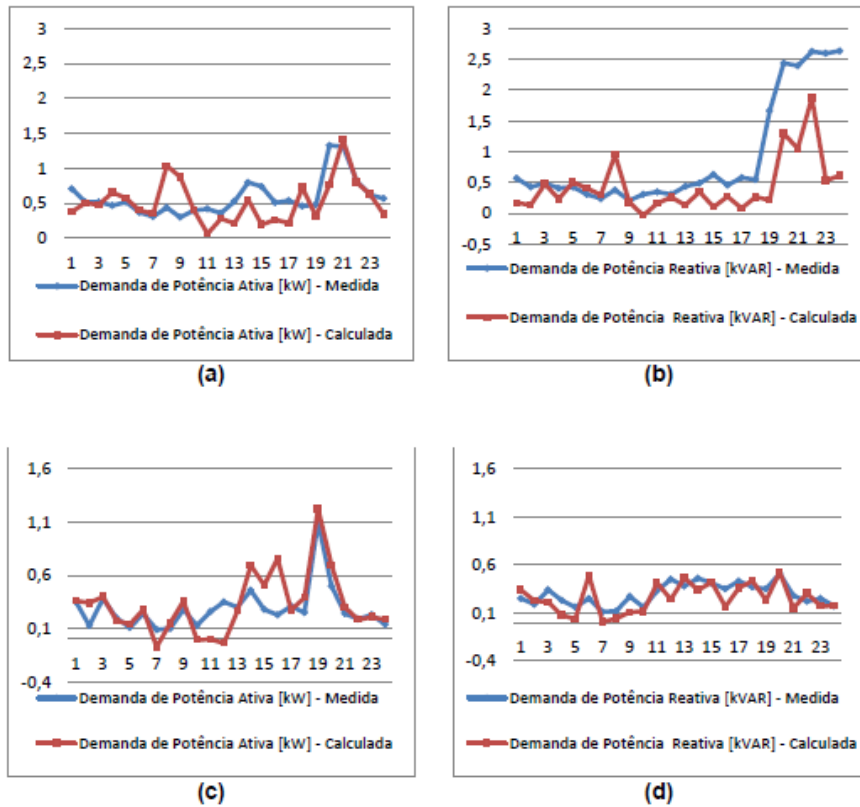 3
2,5
2
1,5
1
0,5
0
1 3 5 7 9 11 13 15 17 19 21 23
Demanda de Potência Ativa [kW] - Medida
Demanda de Potência Ativa [kW] - Calculada
(a)
3
2,5
2
1,5
1
0,5
0
-0,5
1 3 5 7 9 11 13 15 17 19 21 23
Demanda de Potência Reativa [kVAR] - Medida
Demanda de Potência Reativa [kVAR] - Calculada
(b)
1,6
1,1
0,6
0,1
-0,4
1 3 5 7 9 11 13 15 17 19 21 23
Demanda de Potência Ativa [kW] - Medida
Demanda de Potência Ativa [kW] - Calculada
(c)
1,6
1,1
0,6
0,1
-0,4
1 3 5 7 9 11 13 15 17 19 21 23
Demanda de Potência Reativa [kVAR] - Medida
Demanda de Potência Reativa [kVAR] - Calculada
(d)